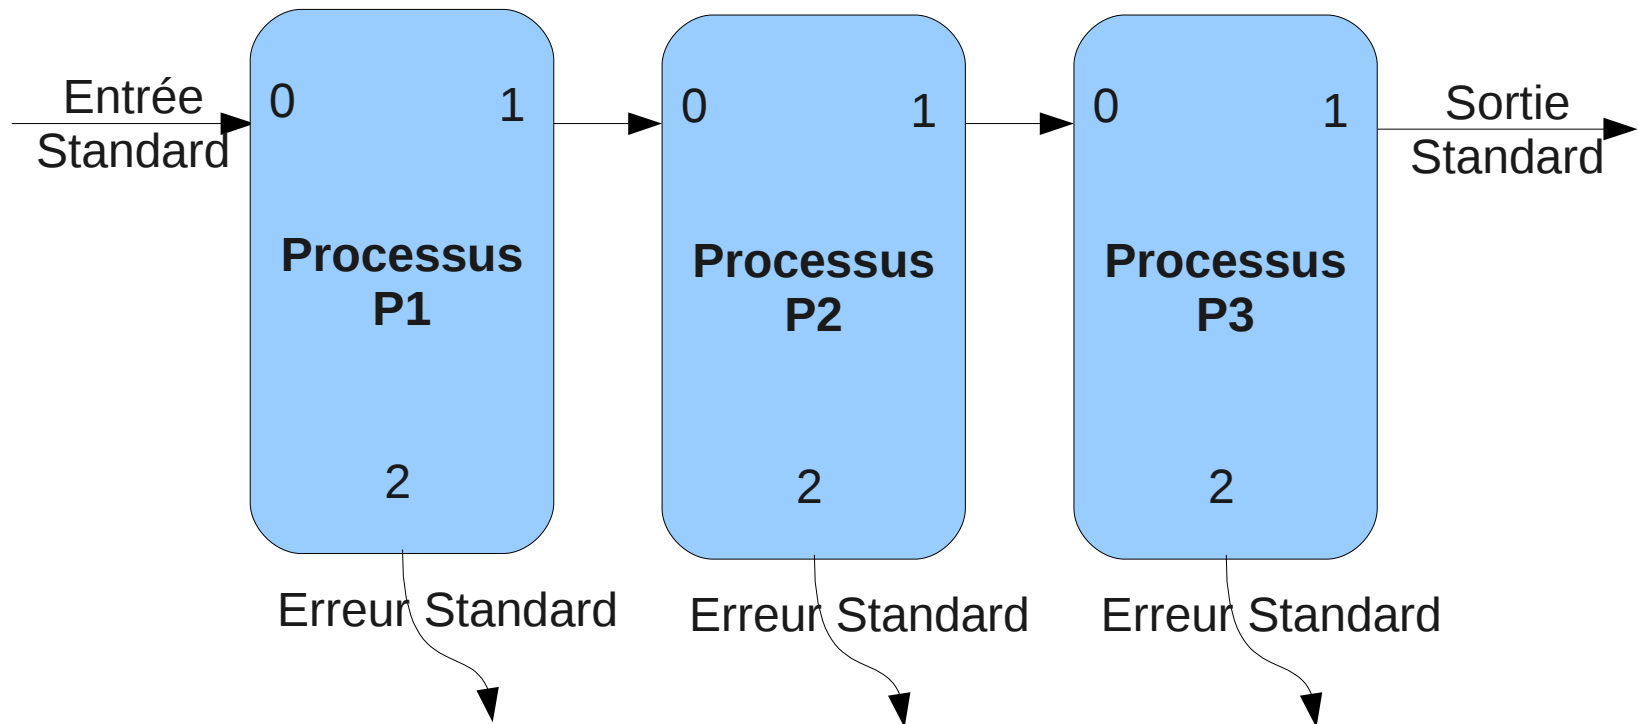 Entrée
Standard
0
1
Processus
P1
2
Erreur Standard
0
1
Processus
P2
2
Erreur Standard
0
1
Processus
P3
2
Erreur Standard
Sortie
Standard